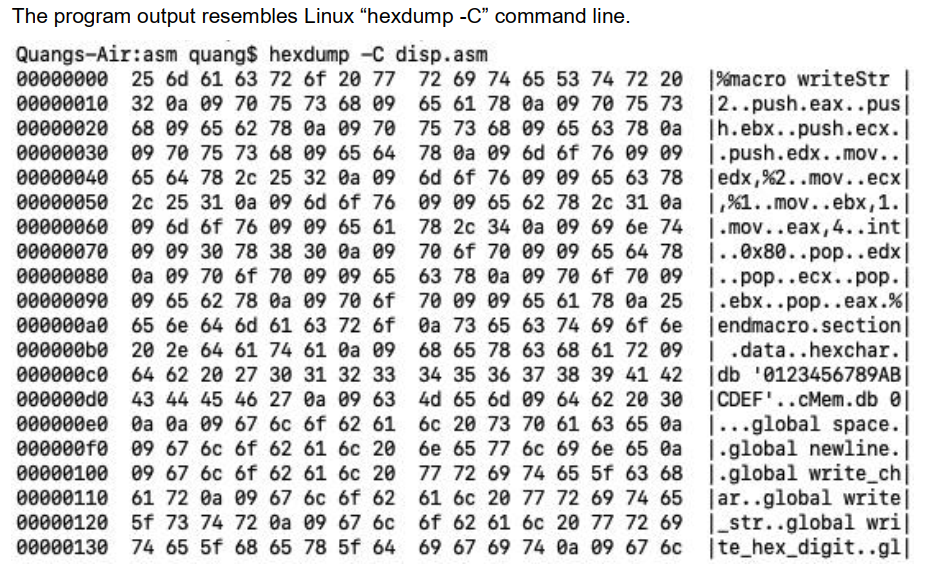 The program output resembles Linux “hexdump -C” command line.
Quangs-Air:asm quang$ hexdump -C disp.asm
00000000  25 6d 61 63 72 6f 20 77  72 69 74 65 53 74 72 20  |%macro writeStr |
00000010  32 0a 09 70 75 73 68 09  65 61 78 0a 09 70 75 73  |2..push.eax..pus|
00000020  68 09 65 62 78 0a 09 70  75 73 68 09 65 63 78 0a  |h.ebx..push.ecx.|
00000030  09 70 75 73 68 09 65 64  78 0a 09 6d 6f 76 09 09  |.push.edx..mov..|
00000040  65 64 78 2c 25 32 0a 09  6d 6f 76 09 09 65 63 78  |edx,%2..mov..ecx|
00000050  2c 25 31 0a 09 6d 6f 76  09 09 65 62 78 2c 31 0a  |,%1..mov..ebx,1.|
00000060  09 6d 6f 76 09 09 65 61  78 2c 34 0a 09 69 6e 74  |.mov..eax,4..int|
00000070  09 09 30 78 38 30 0a 09  70 6f 70 09 09 65 64 78  |..0x80..pop..edx|
00000080  0a 09 70 6f 70 09 09 65  63 78 0a 09 70 6f 70 09  |..pop..ecx..pop.|
00000090  09 65 62 78 0a 09 70 6f  70 09 09 65 61 78 0a 25  |.ebx..pop..eax.%|
000000a0  65 6e 64 6d 61 63 72 6f  0a 73 65 63 74 69 6f 6e  |endmacro.section|
000000b0  20 2e 64 61 74 61 0a 09  68 65 78 63 68 61 72 09  | .data..hexchar.|
000000c0  64 62 20 27 30 31 32 33  34 35 36 37 38 39 41 42  |db '0123456789AB|
000000d0  43 44 45 46 27 0a 09 63  4d 65 6d 09 64 62 20 30  |CDEF'..cMem.db 0|
000000e0  0a 0a 09 67 6c 6f 62 61  6c 20 73 70 61 63 65 0a  |...global space.|
000000f0  09 67 6c 6f 62 61 6c 20  6e 65 77 6c 69 6e 65 0a  |.global newline.|
00000100  09 67 6c 6f 62 61 6c 20  77 72 69 74 65 5f 63 68  |.global write_ch|
00000110  61 72 0a 09 67 6c 6f 62  61 6c 20 77 72 69 74 65  |ar..global write|
00000120  5f 73 74 72 0a 09 67 6c  6f 62 61 6c 20 77 72 69  |_str..global wri|
00000130  74 65 5f 68 65 78 5f 64  69 67 69 74 0a 09 67 6c  |te_hex_digit..gl|